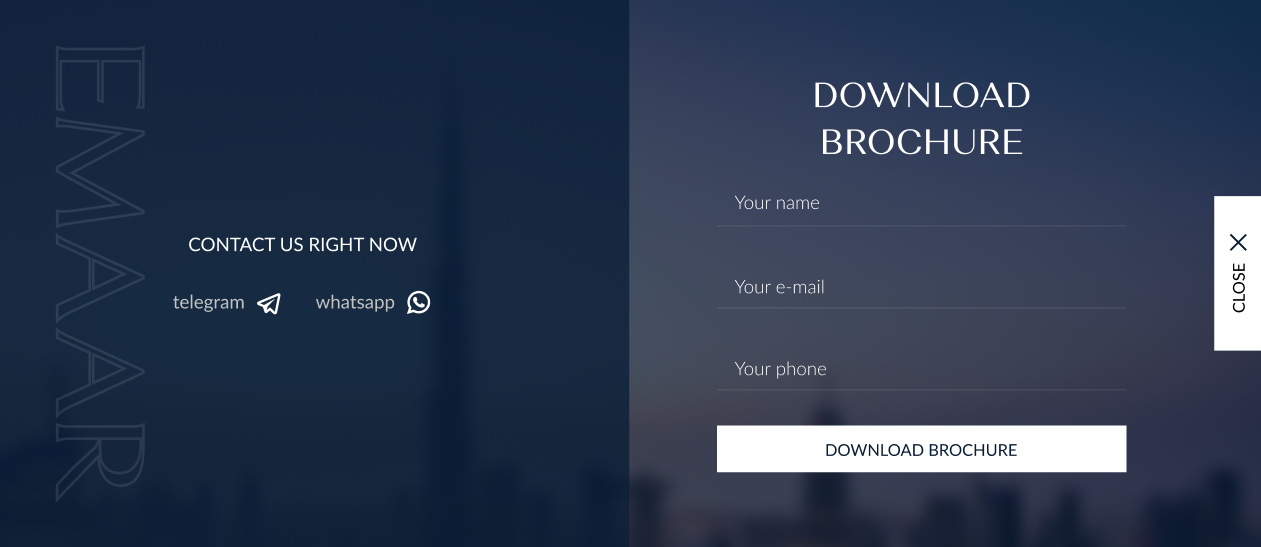 EMAAR
CONTACT US RIGHT NOW
telegram
whatsapp
DOWNLOAD
BROCHURE
Your name
Your e-mail
Your phone
DOWNLOAD BROCHURE
CLOSE